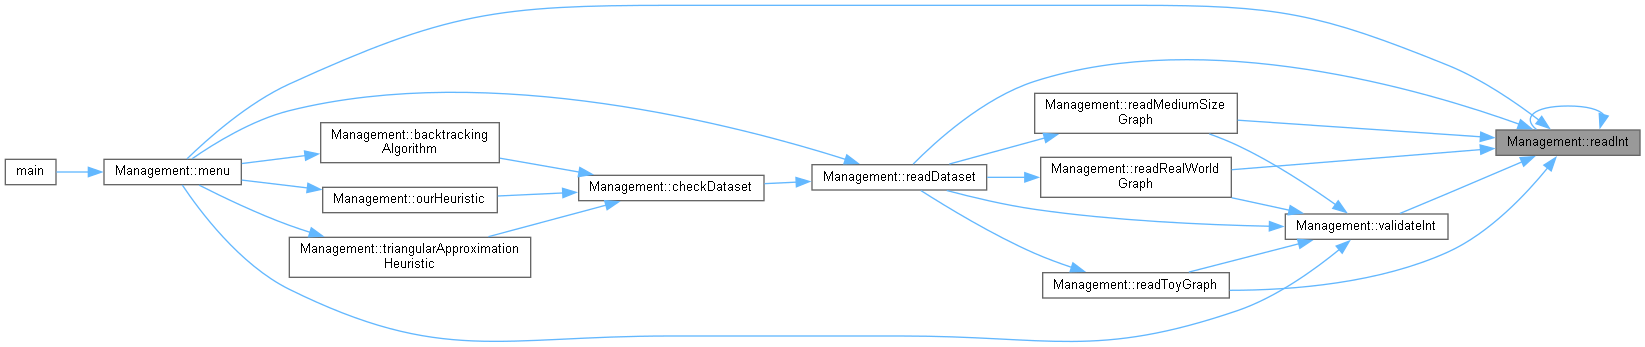 main
Management::menu
Management::backtracking
Algorithm
Management::ourHeuristic
Management::triangularApproximation
Heuristic
Management::checkDataset
Management::readDataset
Management::readMediumSize
Graph
Management::readRealWorld
Graph
Management::readToyGraph
Management::validateInt
Management::readInt